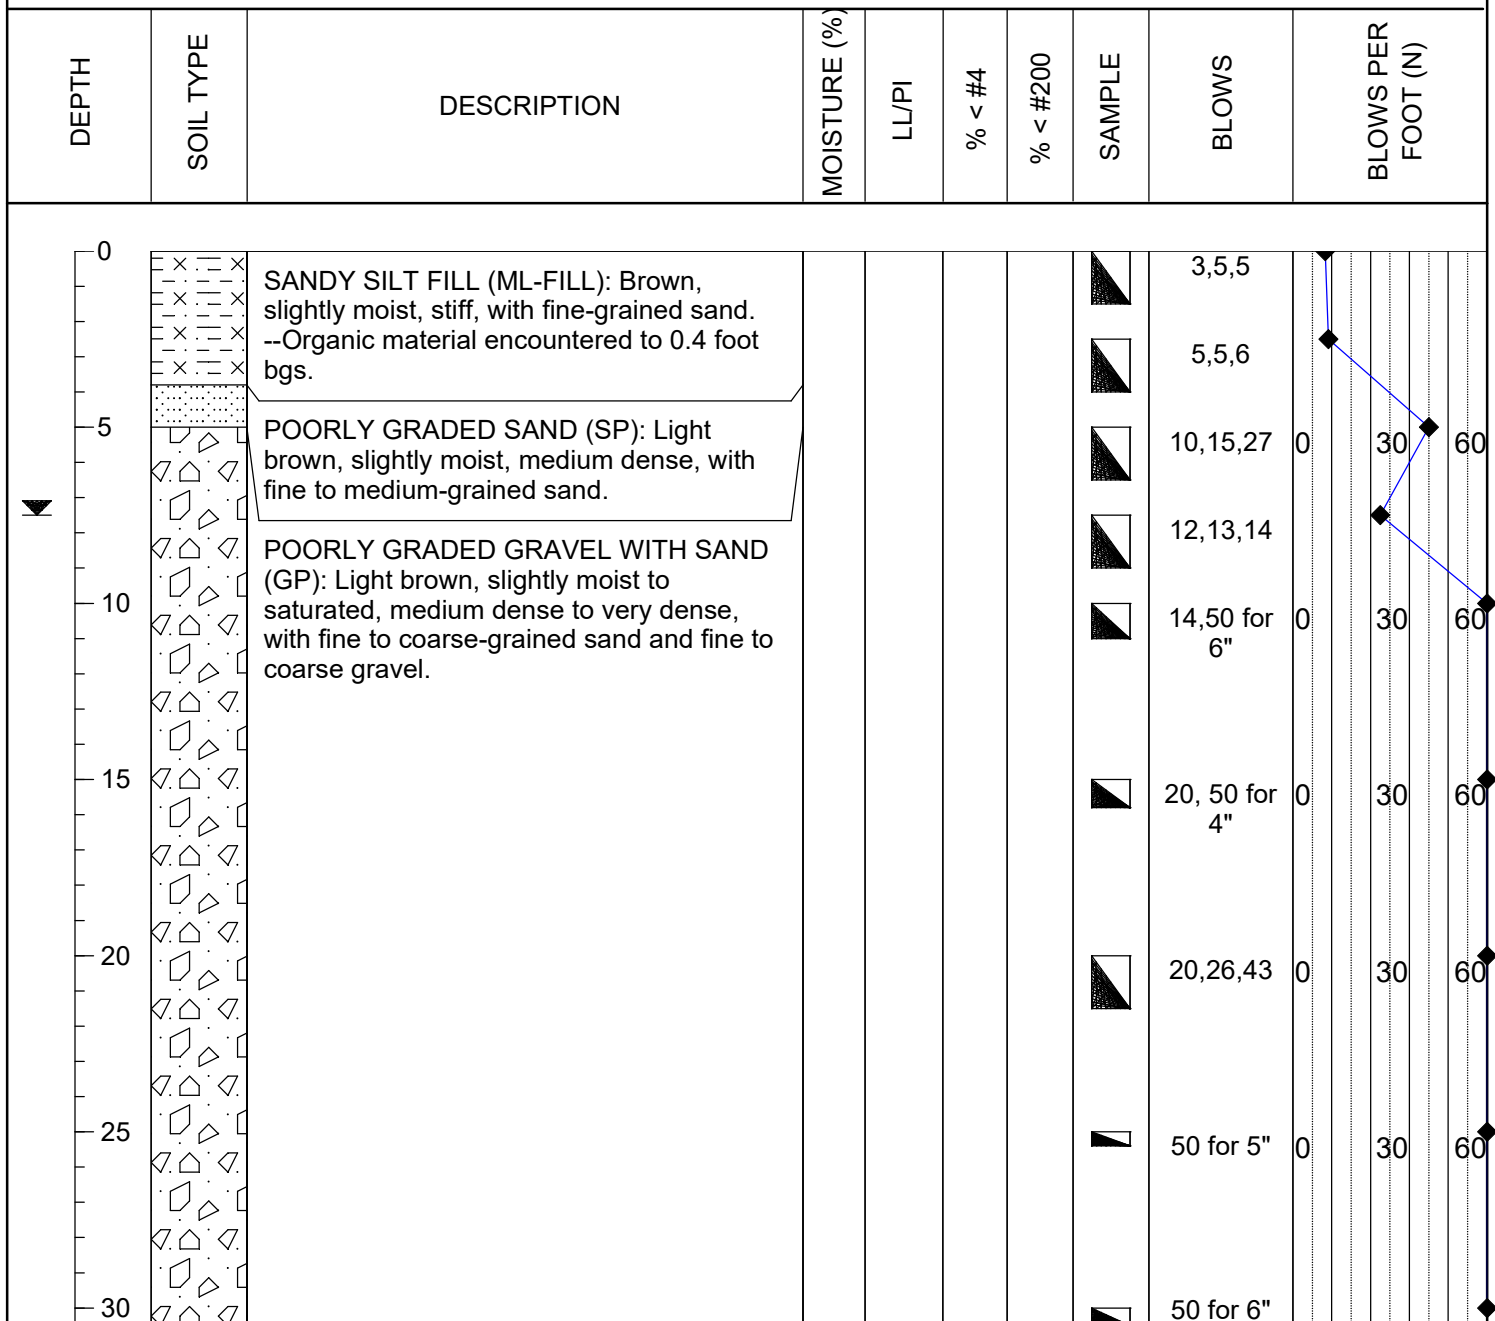 DEPTH
SOIL TYPE
DESCRIPTION
MOISTURE (%)
LL/PI
% < #4
% < #200
SAMPLE
BLOWS
BLOWS PER
FOOT (N)
0
3,5,5
SANDY SILT FILL (ML-FILL): Brown,
slightly moist, stiff, with fine-grained sand.
--Organic material encountered to 0.4 foot
bgs.
5,5,6
5
POORLY GRADED SAND (SP): Light
brown, slightly moist, medium dense, with
fine to medium-grained sand.
10,15,27
0 30 60
12,13,14
POORLY GRADED GRAVEL WITH SAND
(GP): Light brown, slightly moist to
saturated, medium dense to very dense,
with fine to coarse-grained sand and fine to
coarse gravel.
10
14,50 for
6"
0 30 60
15
20, 50 for
4"
0 30 60
20
20,26,43
0 30 60
25
50 for 5"
0 30 60
30
50 for 6"